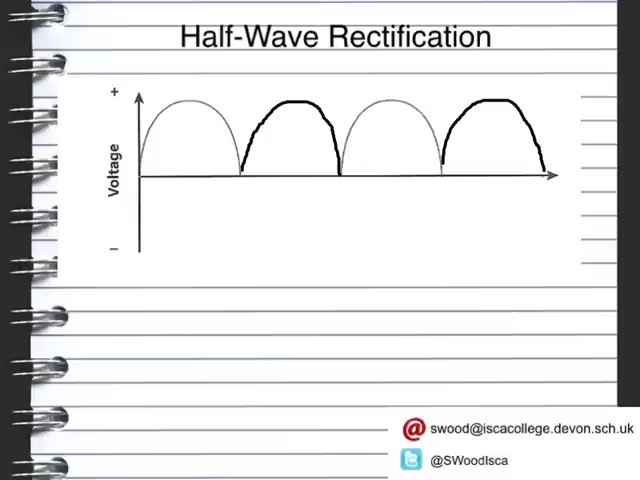 Half-Wave Rectification
+
Voltage
–
swood@iscacollege.devon.sch.uk
@SWoodIsca